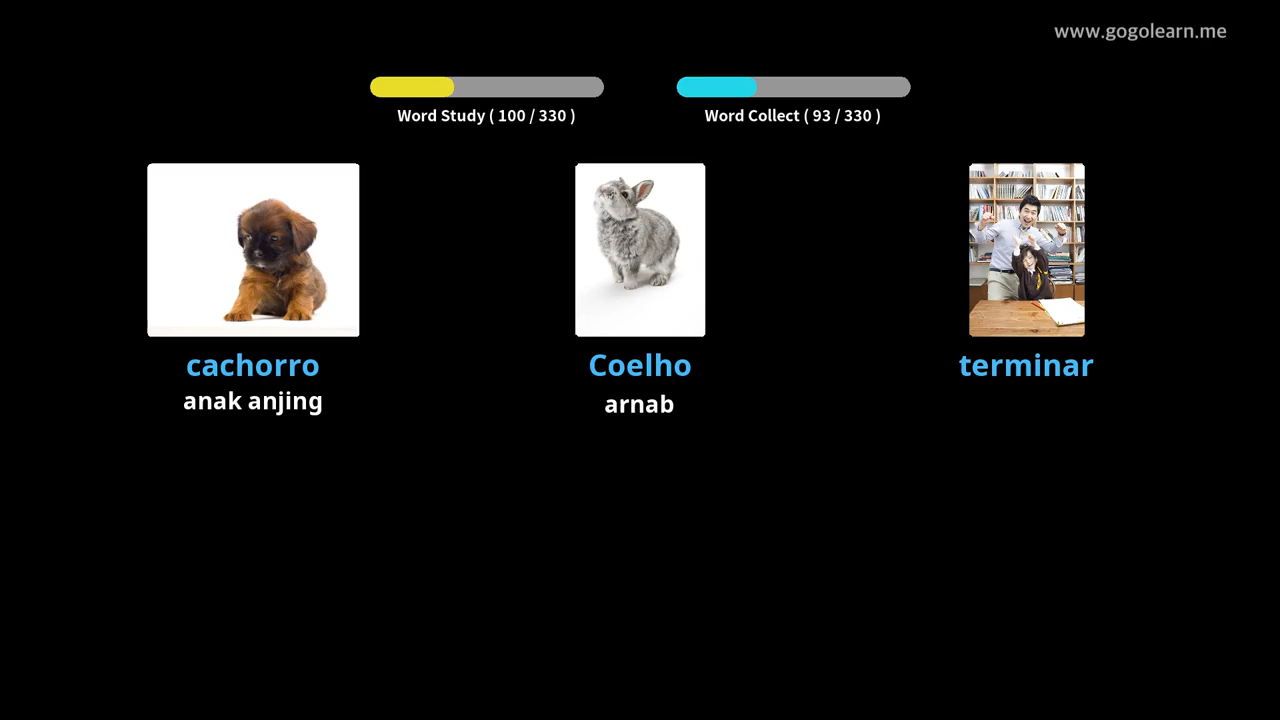 www.gogolearn.me
Word Study ( 100 / 330 )
Word Collect ( 93 / 330 )
cachorro
anak anjing
Coelho
arnab
terminar